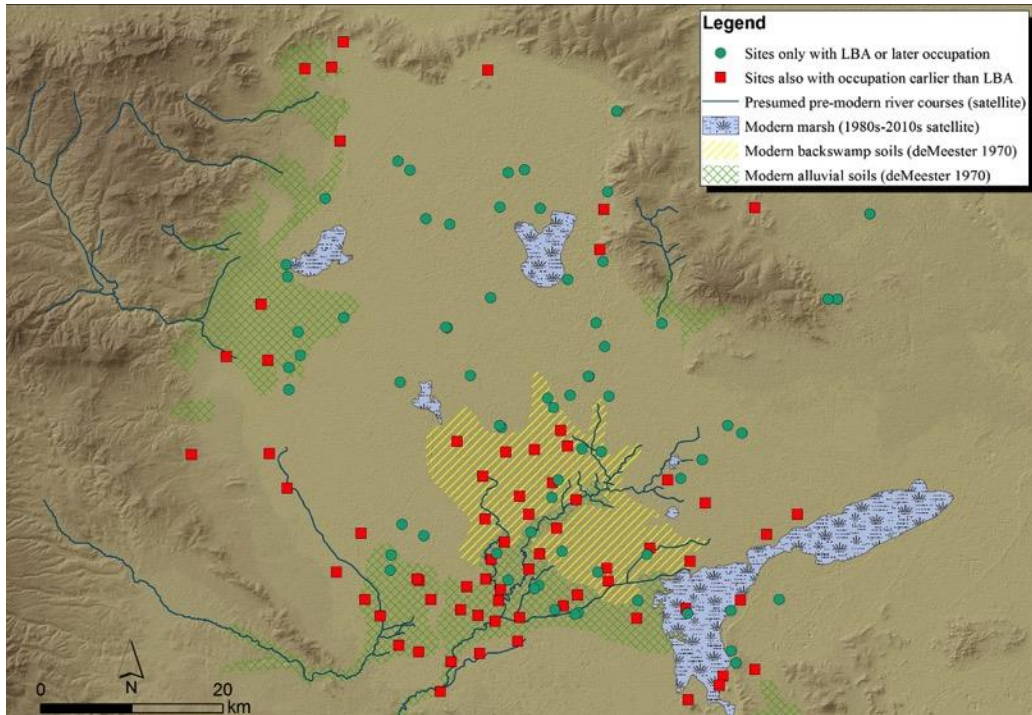 Legend
Sites only with LBA or later occupation
Sites also with occupation earlier than LBA
Presumed pre-modern river courses (satellite)
Modern marsh (1980s-2010s satellite)
Modern backswamp soils (deMeester 1970)
Modern alluvial soils (deMeester 1970)
N
0 20
km